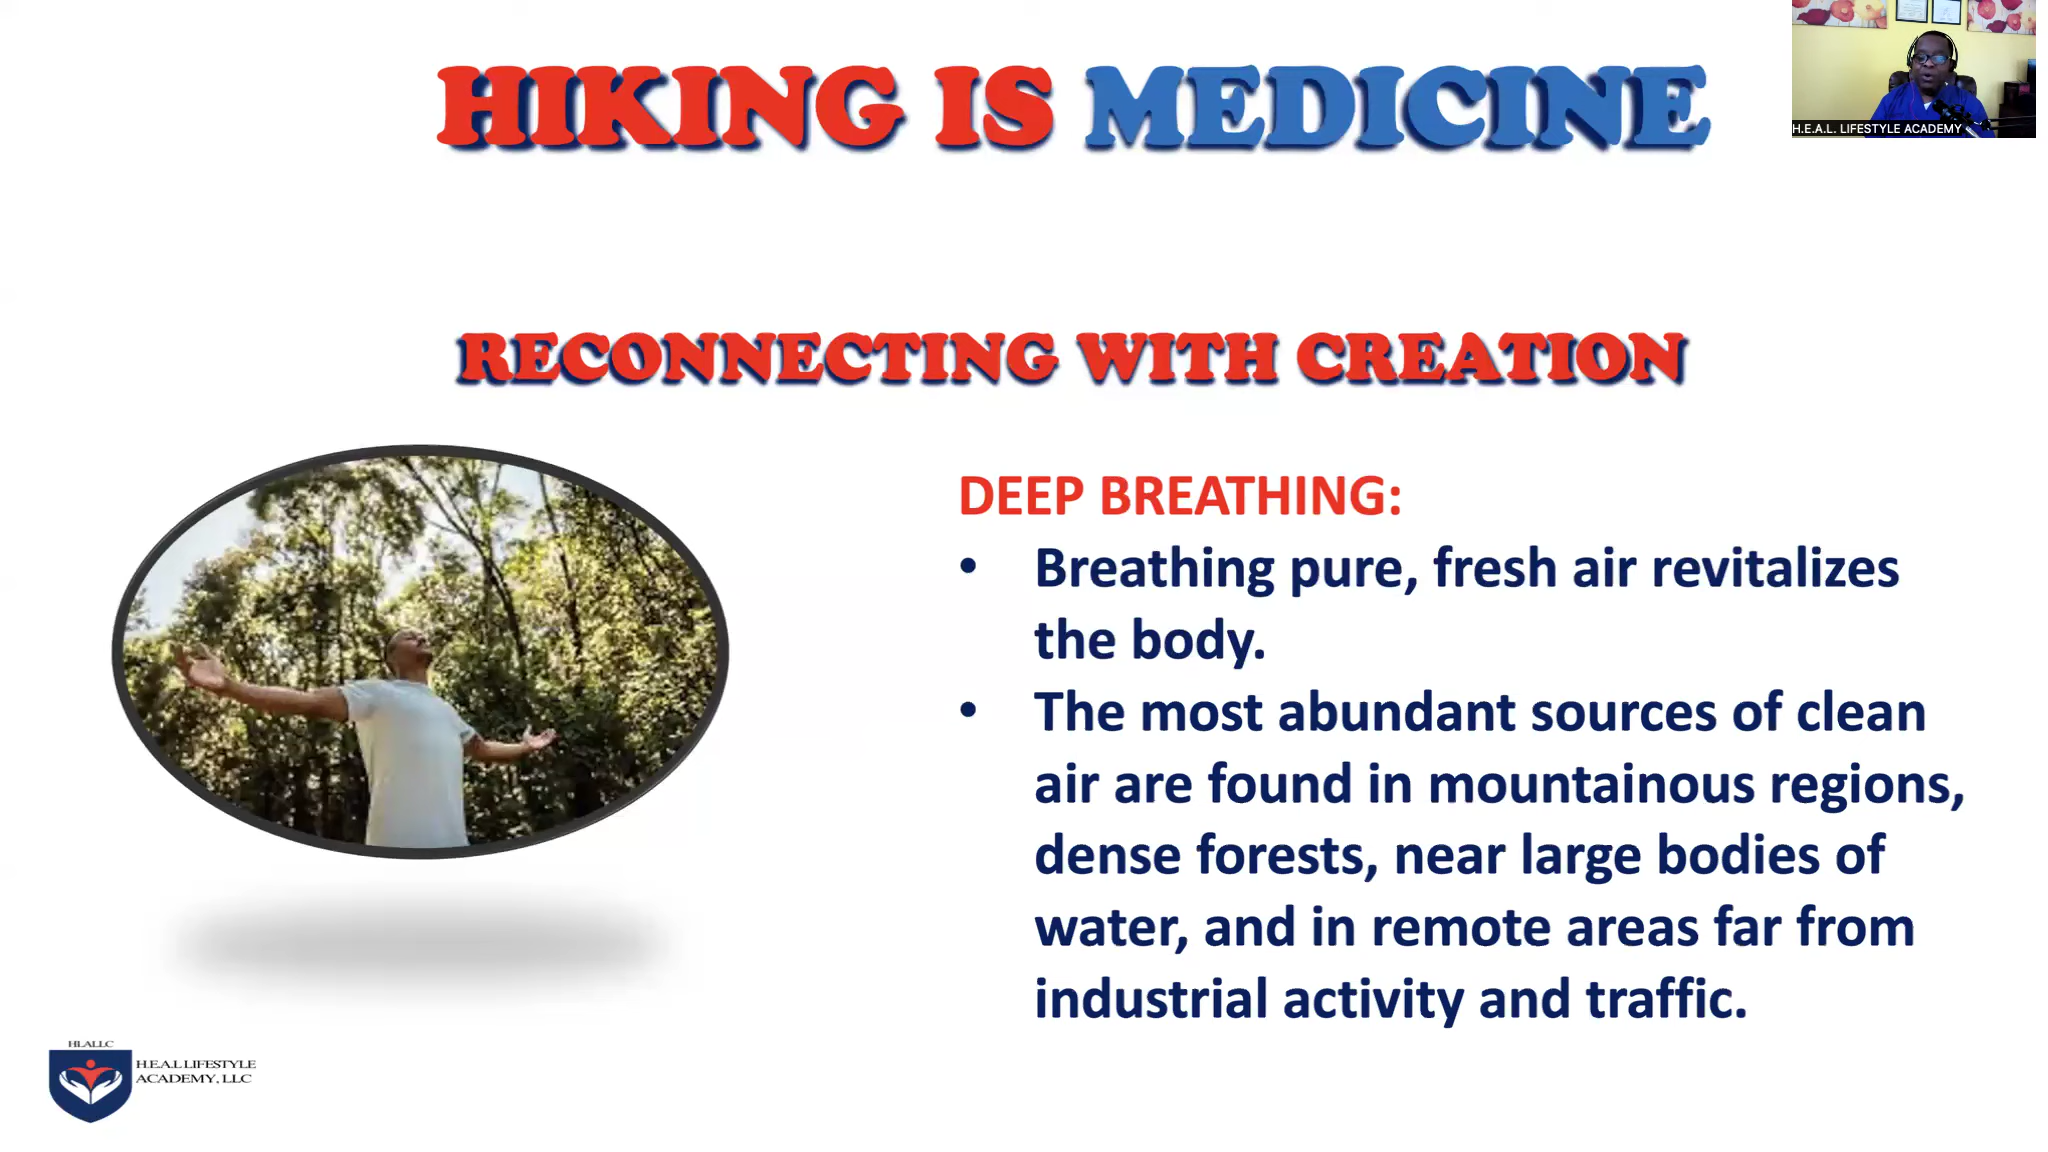 HIKING IS MEDICINE
H.E.A.L. LIFESTYLE ACADEMY
RECONNECTING WITH CREATION
DEEP BREATHING:
• Breathing pure, fresh air revitalizes
the body.
• The most abundant sources of clean
air are found in mountainous regions,
dense forests, near large bodies of
water, and in remote areas far from
industrial activity and traffic.
HLALLC
H.E.A.L LIFESTYLE
ACADEMY, LLC